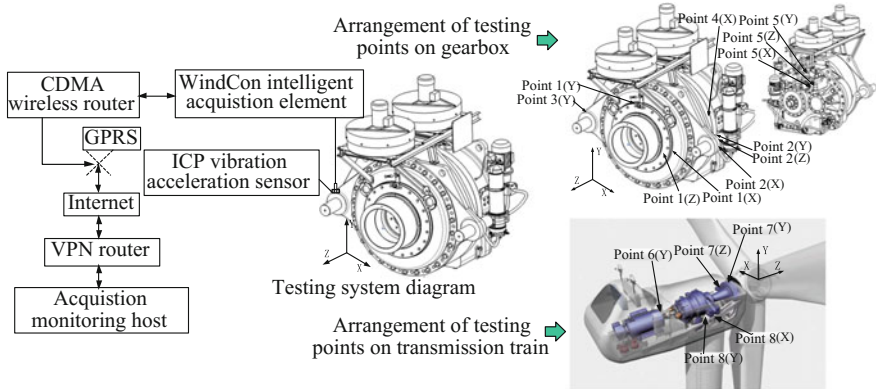 CDMA
wireless router
WindCon intelligent
acquistion element
GPRS
ICP vibration
acceleration sensor
Internet
VPN router
Acquistion
monitoring host
Y
Z
X
Testing system diagram
Arrangement of testing
points on gearbox
Point 4(X)
Point 5(Y)
Point 5(Z)
Point 5(X)
Point 1(Y)
Point 3(Y)
Point 2(Y)
Point 2(Z)
Point 2(X)
Point 1(X)
Point 1(Z)
Y
Z
X
Arrangement of testing
points on transmission train
Point 6(Y)
Point 7(Z)
Point 7(Y)
X
Y
Z
Point 8(X)
Point 8(Y)